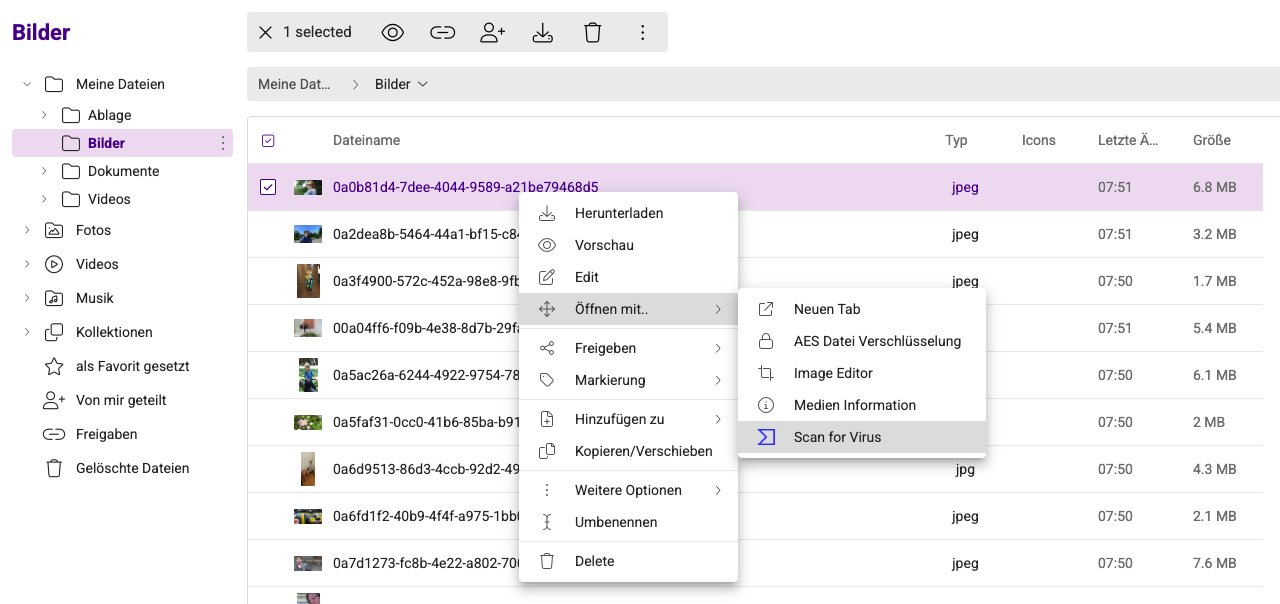 Bilder
1 selected
Meine Dateien
Ablage
Bilder
Dokumente
Videos
Fotos
Videos
Musik
Kollektionen
als Favorit gesetzt
Von mir geteilt
Freigaben
Gelöschte Dateien
Meine Dat... Bilder
Dateiname Typ Icons Letzte Ä... Größe
0a0b81d4-7dee-4044-9589-a21be79468d5 jpeg 07:51 6.8 MB
0a2dea8b-5464-44a1-bf15-c84 jpeg 07:51 3.2 MB
0a3f4900-572c-452a-98e8-9fb jpeg 07:50 1.7 MB
00a04ff6-f09b-4e38-8d7b-29fa 07:51 5.4 MB
0a5ac26a-6244-4922-9754-78 07:50 6.1 MB
0a5faf31-0cc0-41b6-85ba-b91 07:50 2 MB
0a6d9513-86d3-4ccb-92d2-49 jpg 07:50 4.3 MB
0a6fd1f2-40b9-4f4f-a975-1bb0 jpeg 07:50 2.1 MB
0a7d1273-fc8b-4e22-a802-700 jpeg 07:50 7.6 MB
Herunterladen
Vorschau
Edit
Öffnen mit..
Freigeben
Markierung
Hinzufügen zu
Kopieren/Verschieben
Weitere Optionen
Umbenennen
Delete
Neuen Tab
AES Datei Verschlüsselung
Image Editor
Medien Information
Scan for Virus